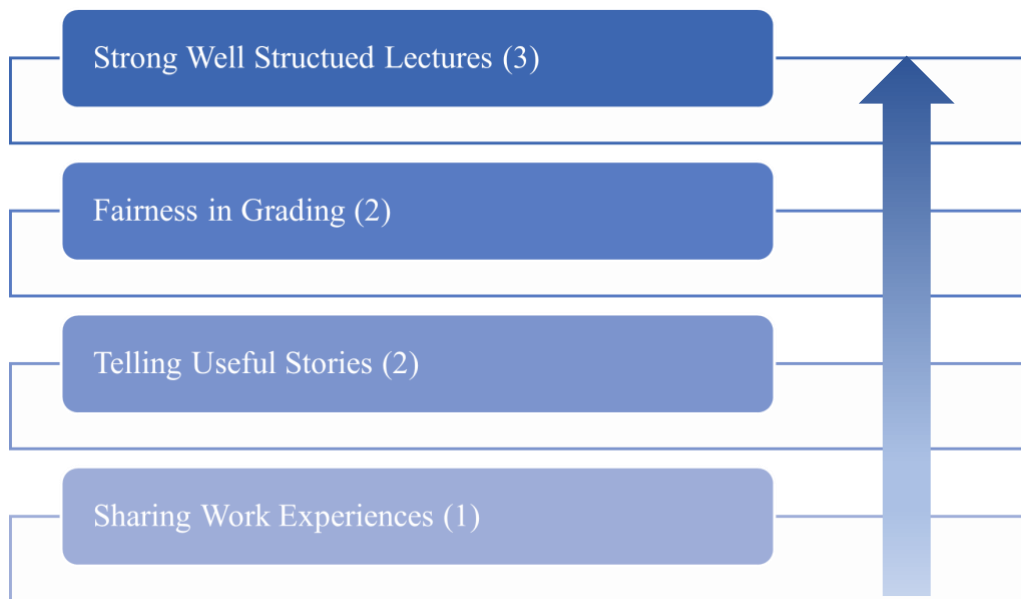 Strong Well Structued Lectures (3)
Fairness in Grading (2)
Telling Useful Stories (2)
Sharing Work Experiences (1)